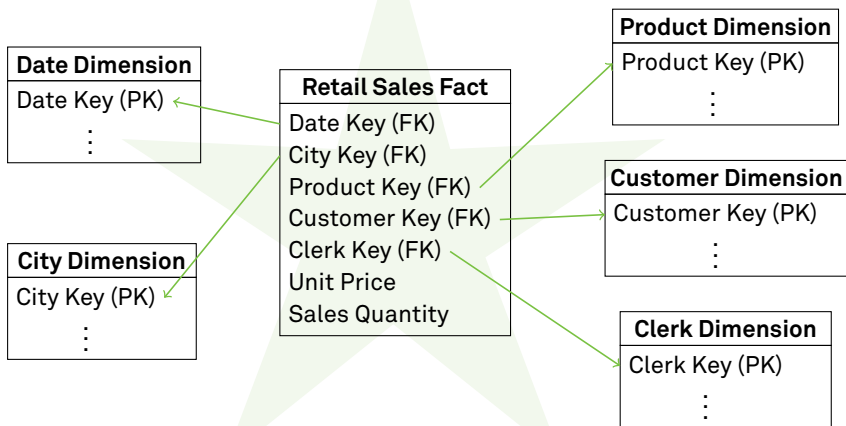 Date Dimension
Date Key (PK)
⋮
City Dimension
City Key (PK)
⋮
Retail Sales Fact
Date Key (FK)
City Key (FK)
Product Key (FK)
Customer Key (FK)
Clerk Key (FK)
Unit Price
Sales Quantity
Product Dimension
Product Key (PK)
⋮
Customer Dimension
Customer Key (PK)
⋮
Clerk Dimension
Clerk Key (PK)
⋮